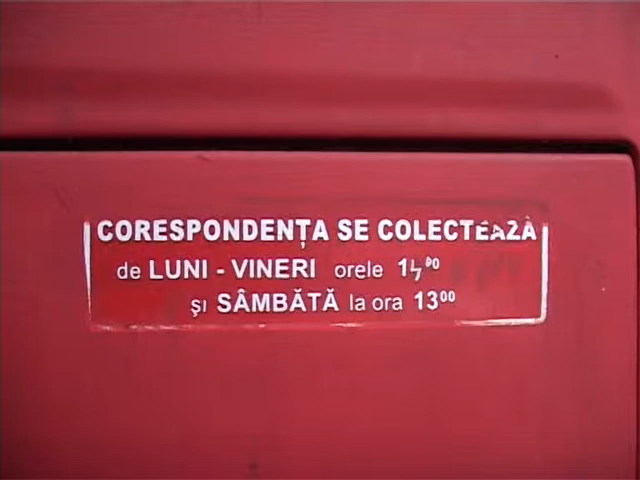 CORESPONDENȚA SE COLECTEAZĂ
de LUNI - VINERI orele
și SÂMBĂTĂ la ora 13⁰⁰